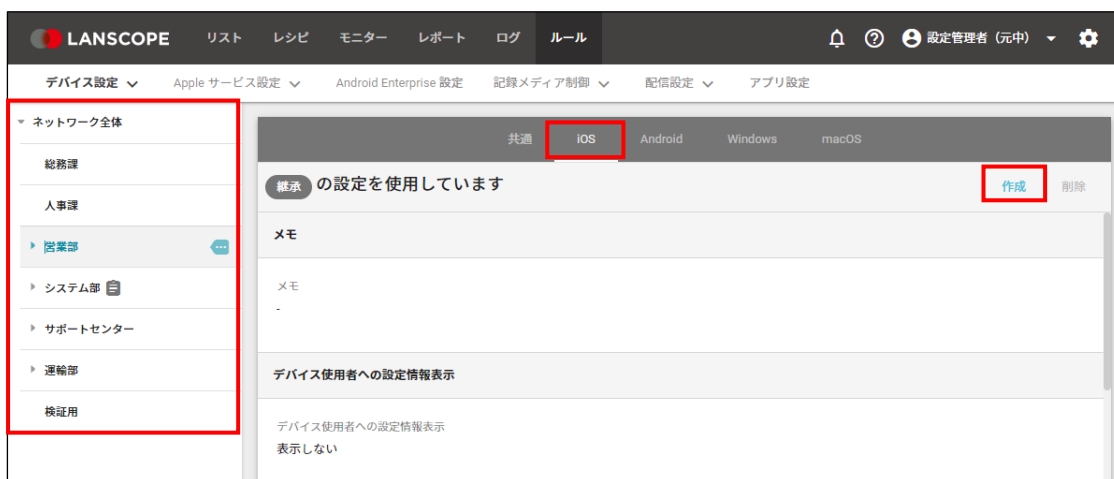 LANSCOPE リスト レシピ モニター レポート ログ ルール 設定管理者（元中）
デバイス設定 Apple サービス設定 Android Enterprise 設定 記録メディア制御 配信設定 アプリ設定
ネットワーク全体
総務課
人事課
営業部
システム部
サポートセンター
運輸部
検証用
共通 iOS Android Windows macOS
継承 の設定を使用しています 作成 削除
メモ
メモ
-
デバイス使用者への設定情報表示
デバイス使用者への設定情報表示
表示しない